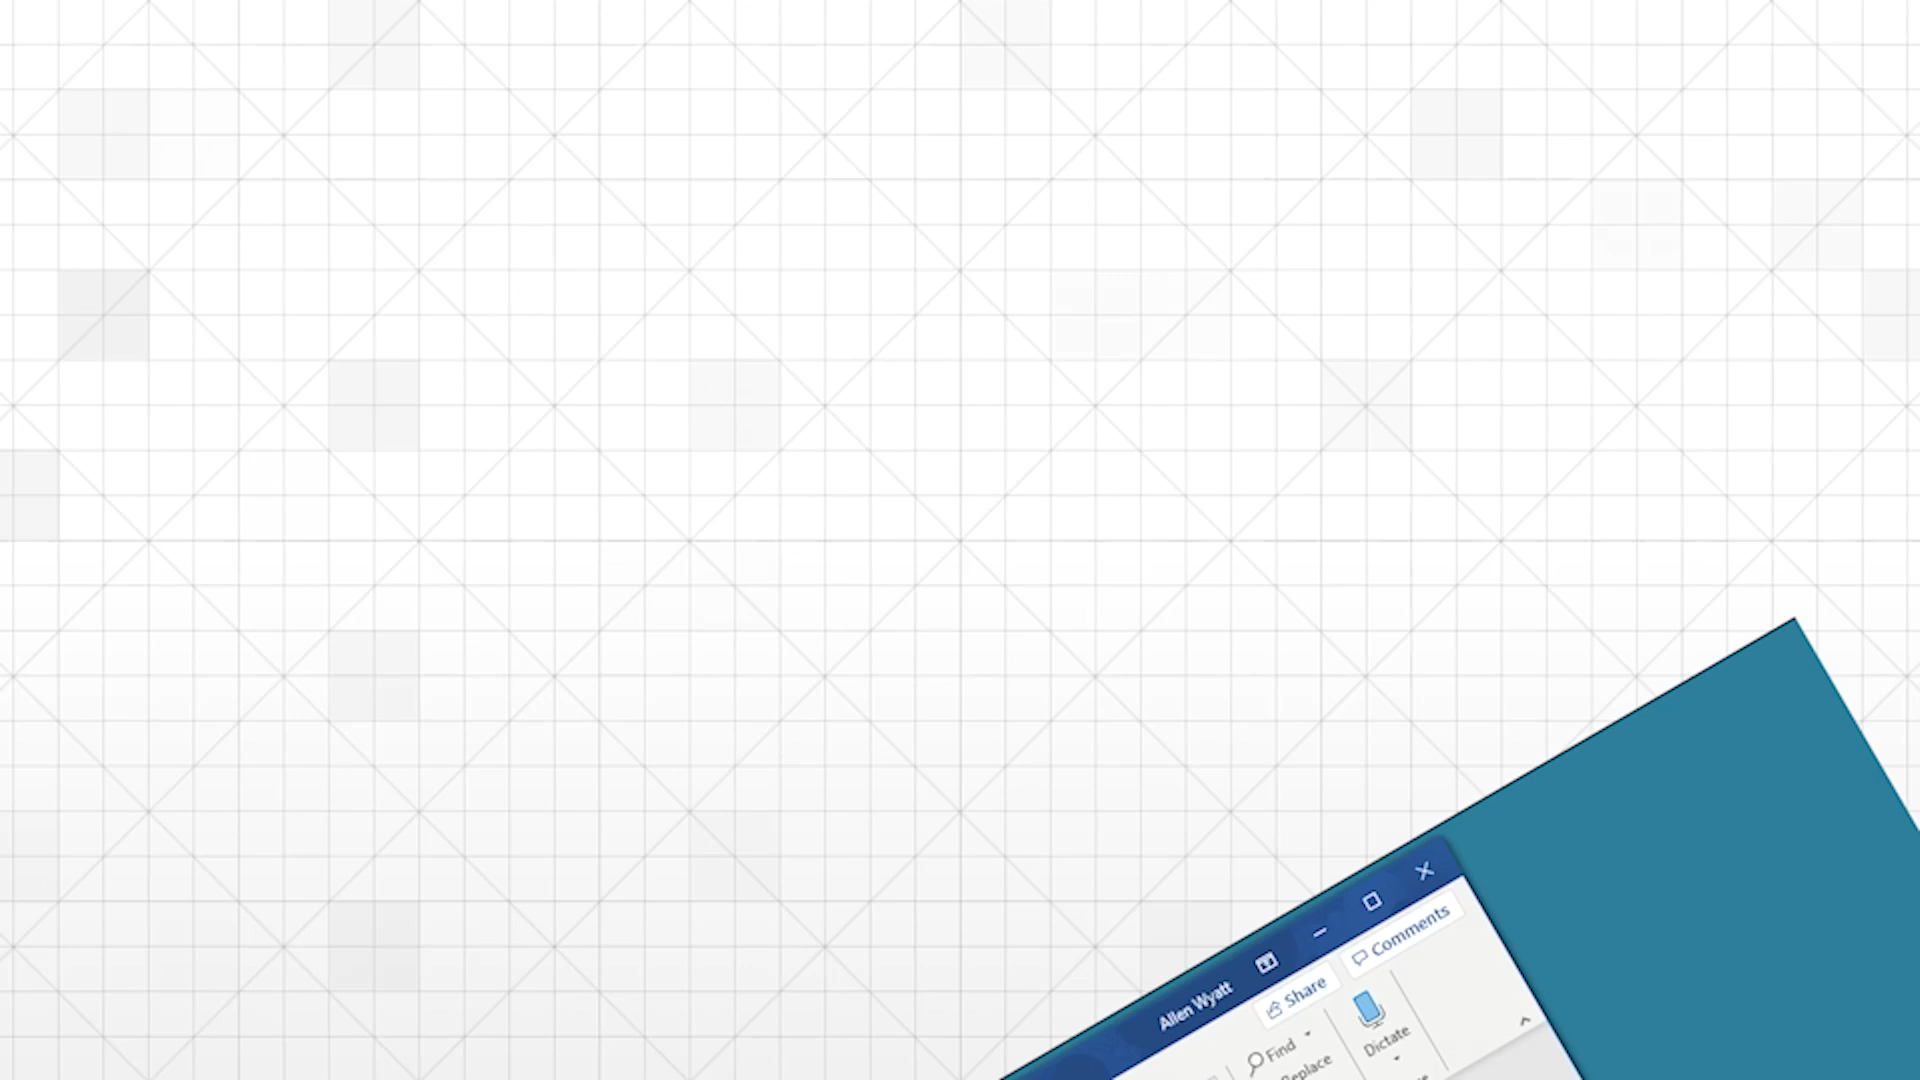 Allen Wyatt
Share
Comments
Find
Dictate